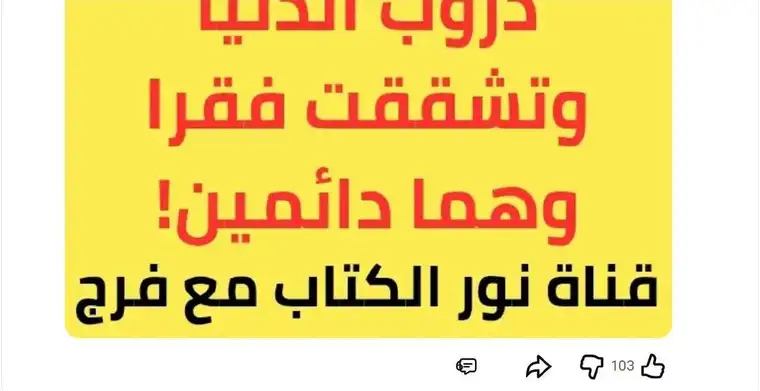 دروب الدنيا
وتشققت فقرا
وهما دائمين!
قناة نور الكتاب مع فرج
103